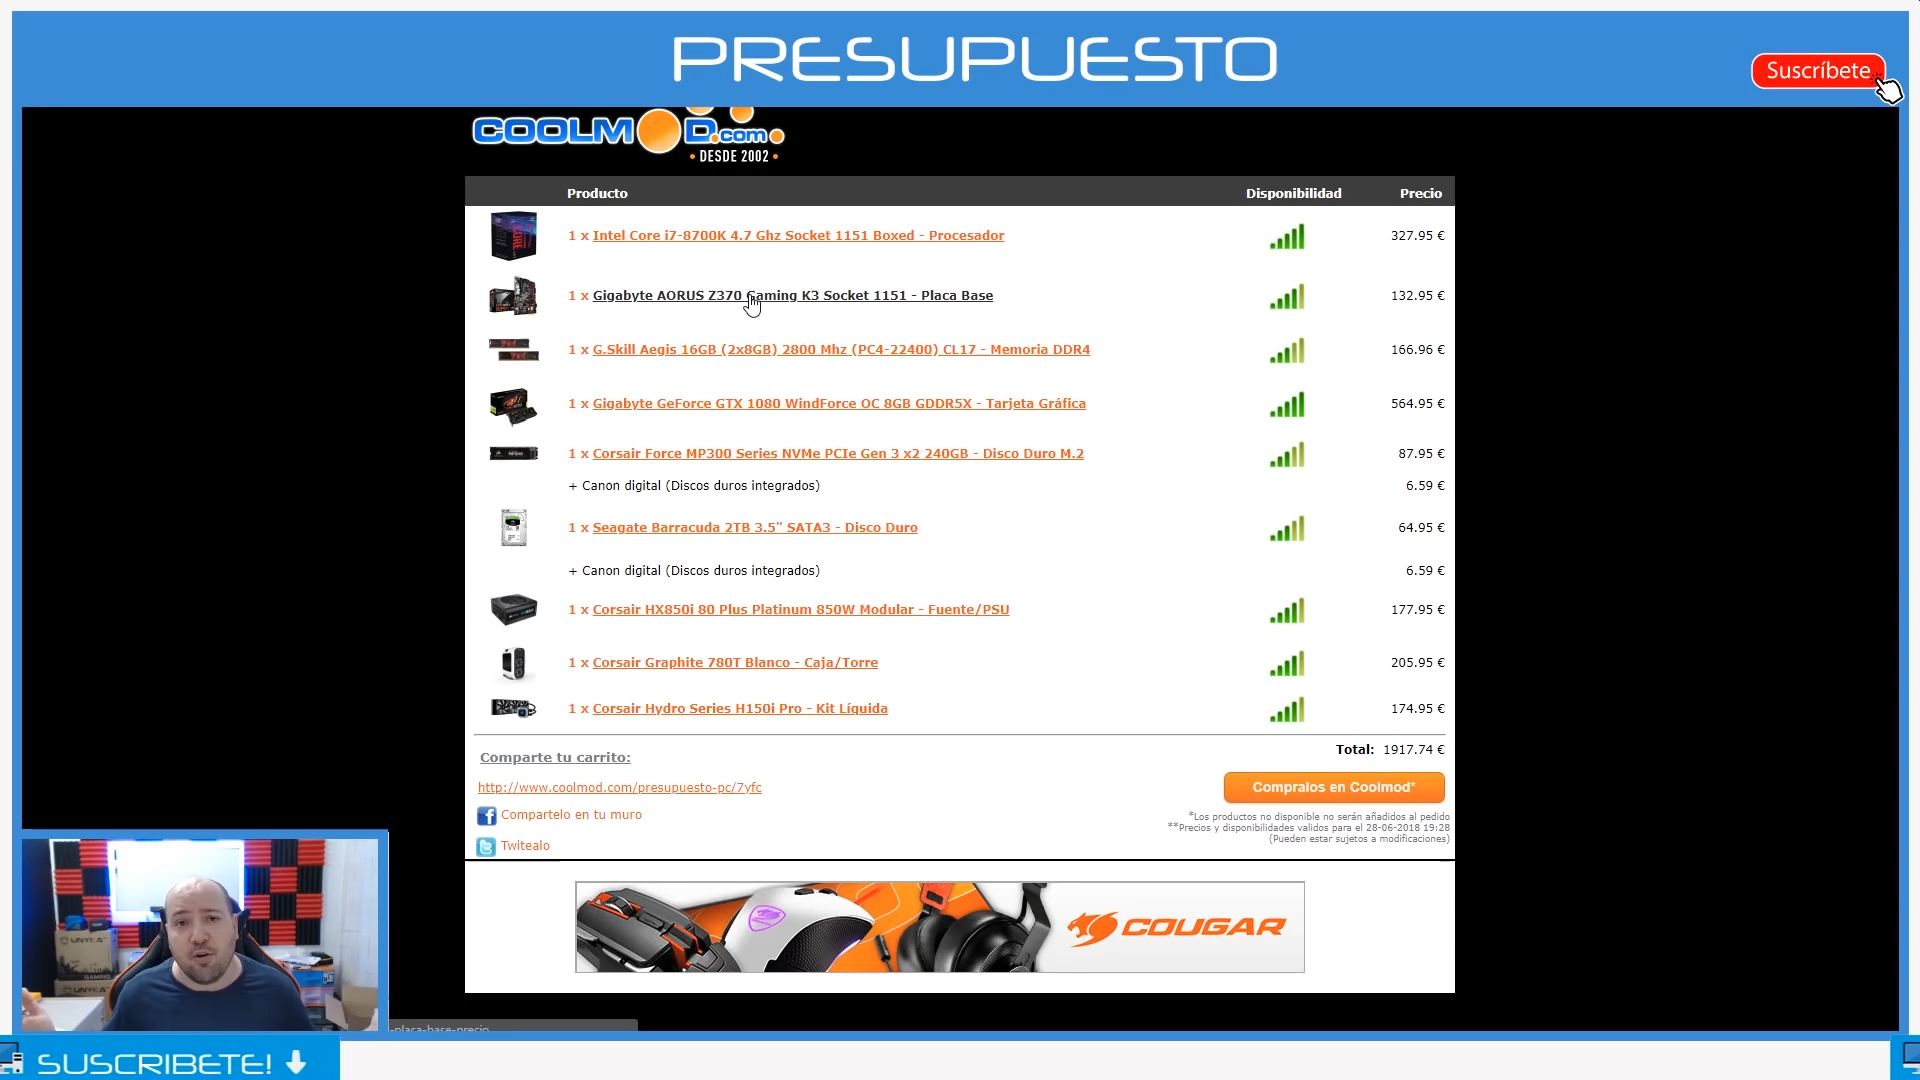 PRESUPUESTO
Suscríbete
COOLMOD.com
• DESDE 2002 •
Producto Disponibilidad Precio
1 x Intel Core i7-8700K 4.7 Ghz Socket 1151 Boxed - Procesador 327.95 €
1 x Gigabyte AORUS Z370 Gaming K3 Socket 1151 - Placa Base 132.95 €
1 x G.Skill Aegis 16GB (2x8GB) 2800 Mhz (PC4-22400) CL17 - Memoria DDR4 166.96 €
1 x Gigabyte GeForce GTX 1080 WindForce OC 8GB GDDR5X - Tarjeta Gráfica 564.95 €
1 x Corsair Force MP300 Series NVMe PCIe Gen 3 x2 240GB - Disco Duro M.2 87.95 €
+ Canon digital (Discos duros integrados) 6.59 €
1 x Seagate Barracuda 2TB 3.5" SATA3 - Disco Duro 64.95 €
+ Canon digital (Discos duros integrados) 6.59 €
1 x Corsair HX850i 80 Plus Platinum 850W Modular - Fuente/PSU 177.95 €
1 x Corsair Graphite 780T Blanco - Caja/Torre 205.95 €
1 x Corsair Hydro Series H150i Pro - Kit Líquida 174.95 €
Total: 1917.74 €
Comparte tu carrito:
http://www.coolmod.com/presupuesto-pc/7yfc
Compralos en Coolmod*
Compartelo en tu muro
*Los productos no disponible no serán añadidos al pedido
**Precios y disponibilidades validos para el 28-06-2018 19:28
(Pueden estar sujetos a modificaciones)
Twitealo
COUGAR
UNYKA
GAMING
-placa-base-precio
SUSCRIBETE!